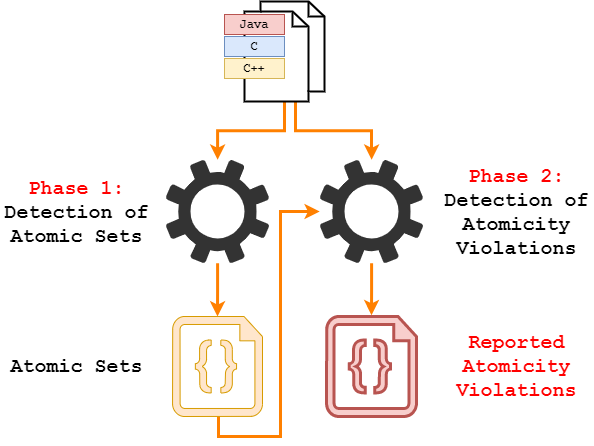 Java
C
C++
Phase 1:
Detection of
Atomic Sets
Phase 2:
Detection of
Atomicity
Violations
Atomic Sets
{}
{}
Reported
Atomicity
Violations